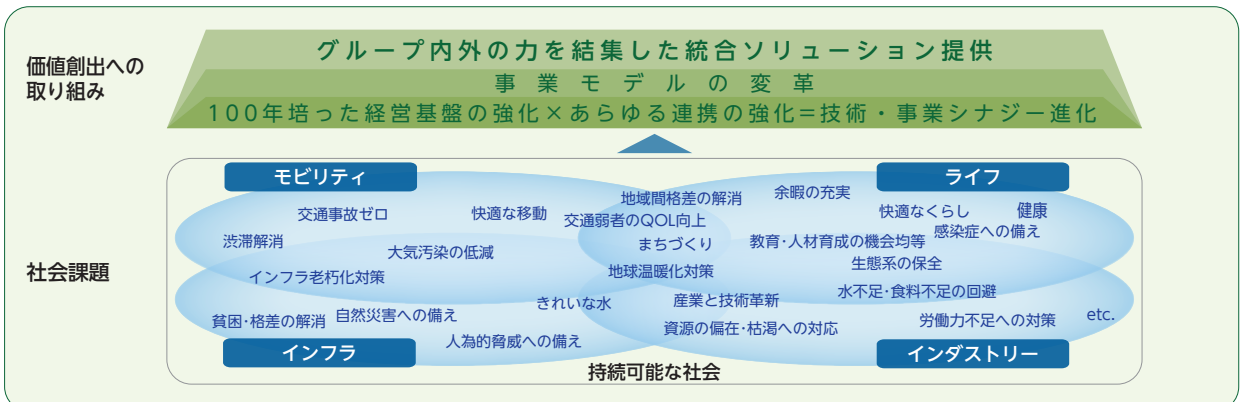 価値創出への
取り組み
グループ内外の力を結集した統合ソリューション提供
事業モデルの変革
100年培った経営基盤の強化×あらゆる連携の強化=技術・事業シナジー進化
社会課題
モビリティ
ライフ
交通事故ゼロ
快適な移動
地域間格差の解消
余暇の充実
交通弱者のQOL向上
快適なくらし
健康
渋滞解消
大気汚染の低減
まちづくり
教育・人材育成の機会均等
感染症への備え
インフラ老朽化対策
地球温暖化対策
生態系の保全
きれいな水
産業と技術革新
水不足・食料不足の回避
貧困・格差の解消
自然災害への備え
人為的脅威への備え
資源の偏在・枯渇への対応
労働力不足への対策
etc.
インフラ
インダストリー
持続可能な社会